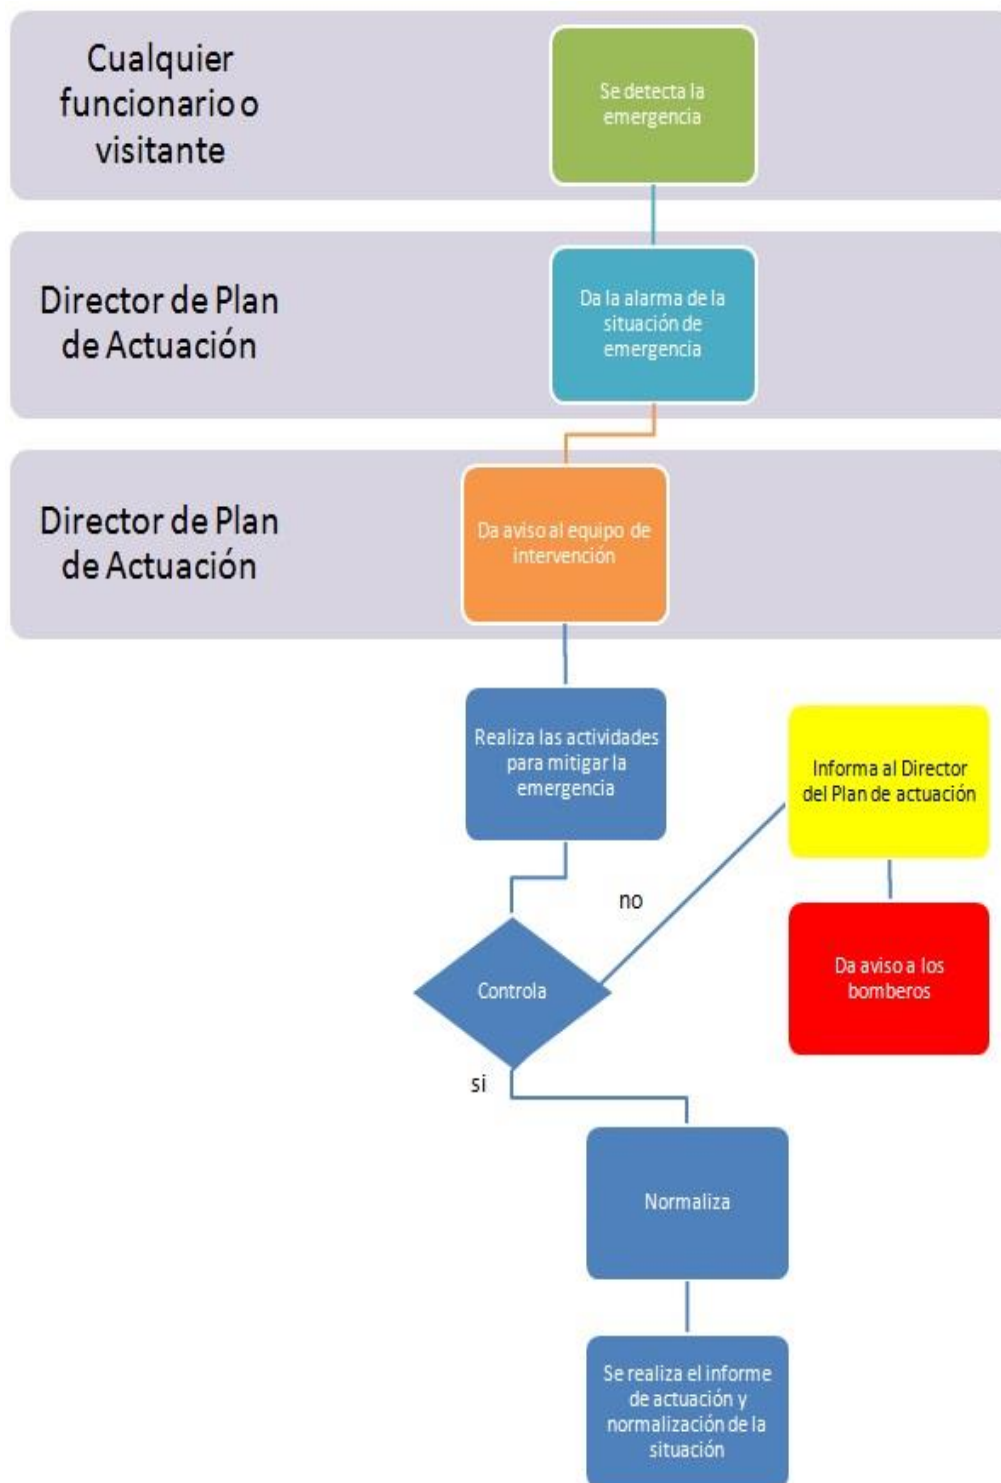 Cualquier
funcionario o
visitante
Se detecta la
emergencia
Director de Plan
de Actuación
Da la alarma de la
situación de
emergencia
Director de Plan
de Actuación
Da aviso al equipo de
intervención
Realiza las actividades
para mitigar la
emergencia
Informa al Director
del Plan de actuación
no
Da aviso a los
bomberos
Controla
si
Normaliza
Se realiza el informe
de actuación y
normalización de la
situación